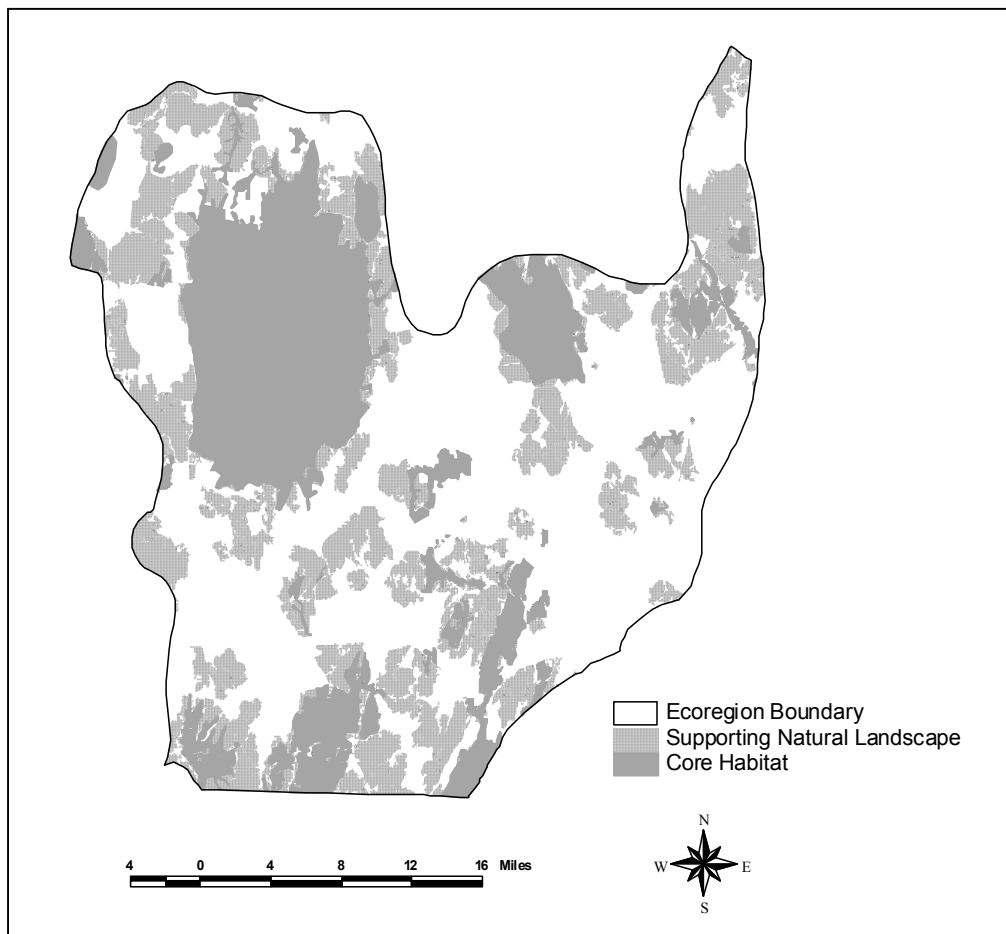 Ecoregion Boundary
Supporting Natural Landscape
Core Habitat
N
W E
S
4 0 4 8 12 16 Miles